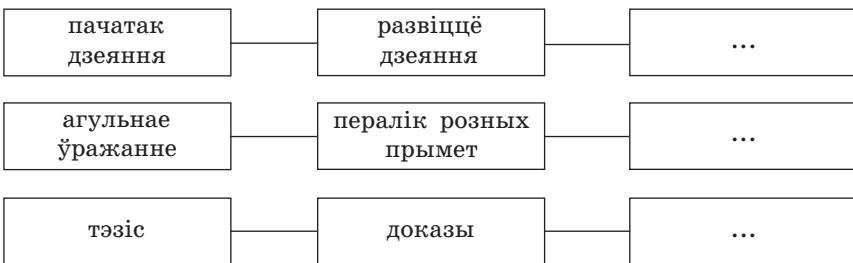 пачатак
дзеяння
развіццё
дзеяння
...
агульнае
ўражанне
пералік розных
прымет
...
тэзіс
доказы
...